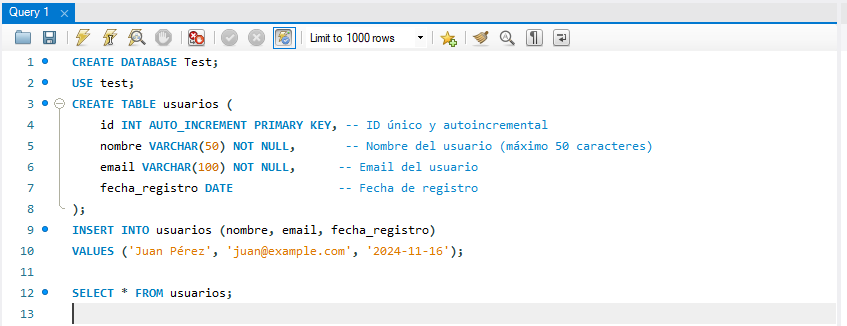 Query 1
Limit to 1000 rows
1 CREATE DATABASE Test;
2 USE test;
3 CREATE TABLE usuarios (
4 id INT AUTO_INCREMENT PRIMARY KEY, -- ID único y autoincremental
5 nombre VARCHAR(50) NOT NULL, -- Nombre del usuario (máximo 50 caracteres)
6 email VARCHAR(100) NOT NULL, -- Email del usuario
7 fecha_registro DATE -- Fecha de registro
8 );
9 INSERT INTO usuarios (nombre, email, fecha_registro)
10 VALUES ('Juan Pérez', 'juan@example.com', '2024-11-16');
11
12 SELECT * FROM usuarios;
13